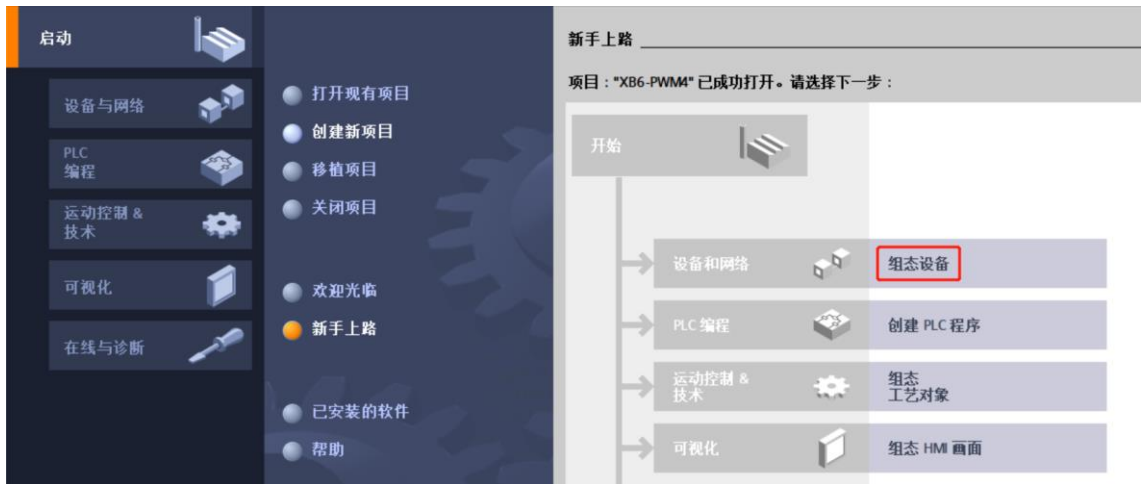 启动
设备与网络
PLC
编程
运动控制 &
技术
可视化
在线与诊断
打开现有项目
创建新项目
移植项目
关闭项目
欢迎光临
新手上路
已安装的软件
帮助
新手上路
项目:"XB6-PWM4" 已成功打开。请选择下一步:
开始
设备和网络
组态设备
PLC 编程
创建 PLC 程序
运动控制 &
技术
组态
工艺对象
可视化
组态 HMI 画面